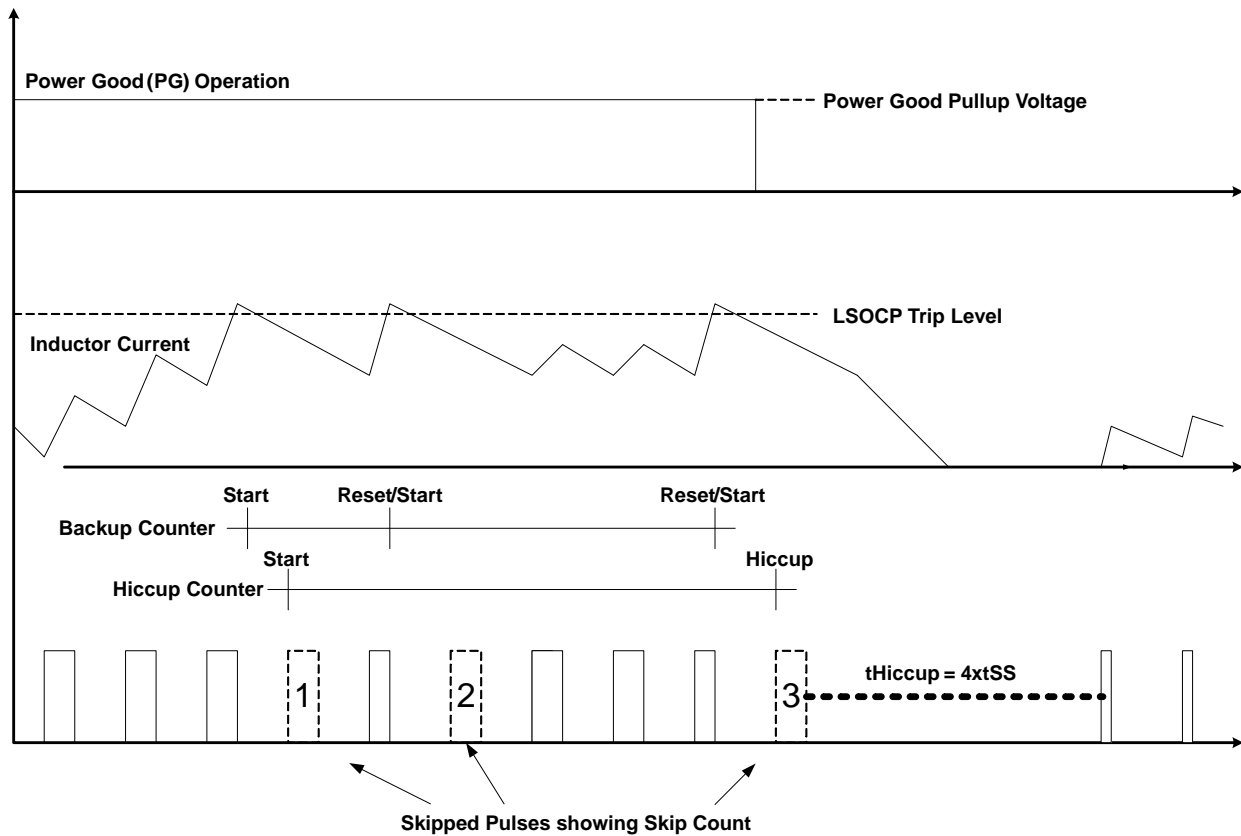 Power Good (PG) Operation
Power Good Pullup Voltage
LSOCP Trip Level
Inductor Current
Start
Reset/Start
Reset/Start
Backup Counter
Start
Hiccup
Hiccup Counter
tHiccup = 4xtSS
1
2
3
Skipped Pulses showing Skip Count